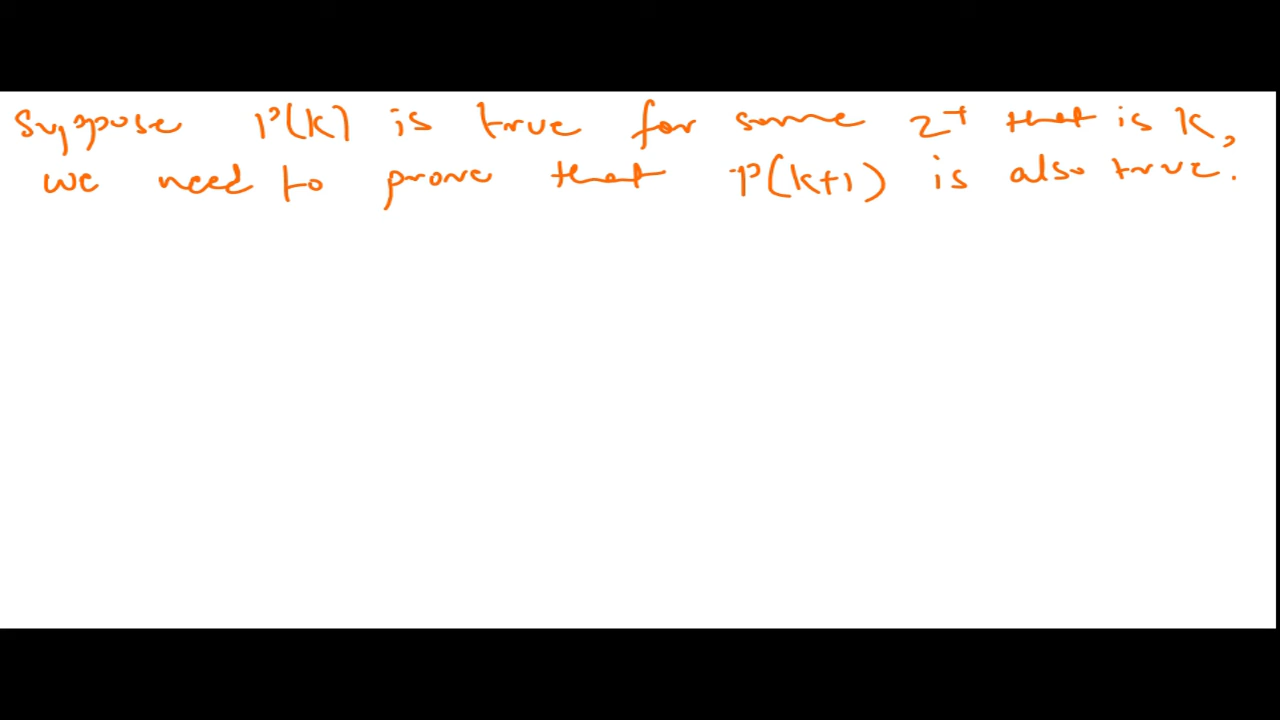 Suppose P(k) is true for some Z⁺ that is k,
we need to prove that P(k+1) is also true.